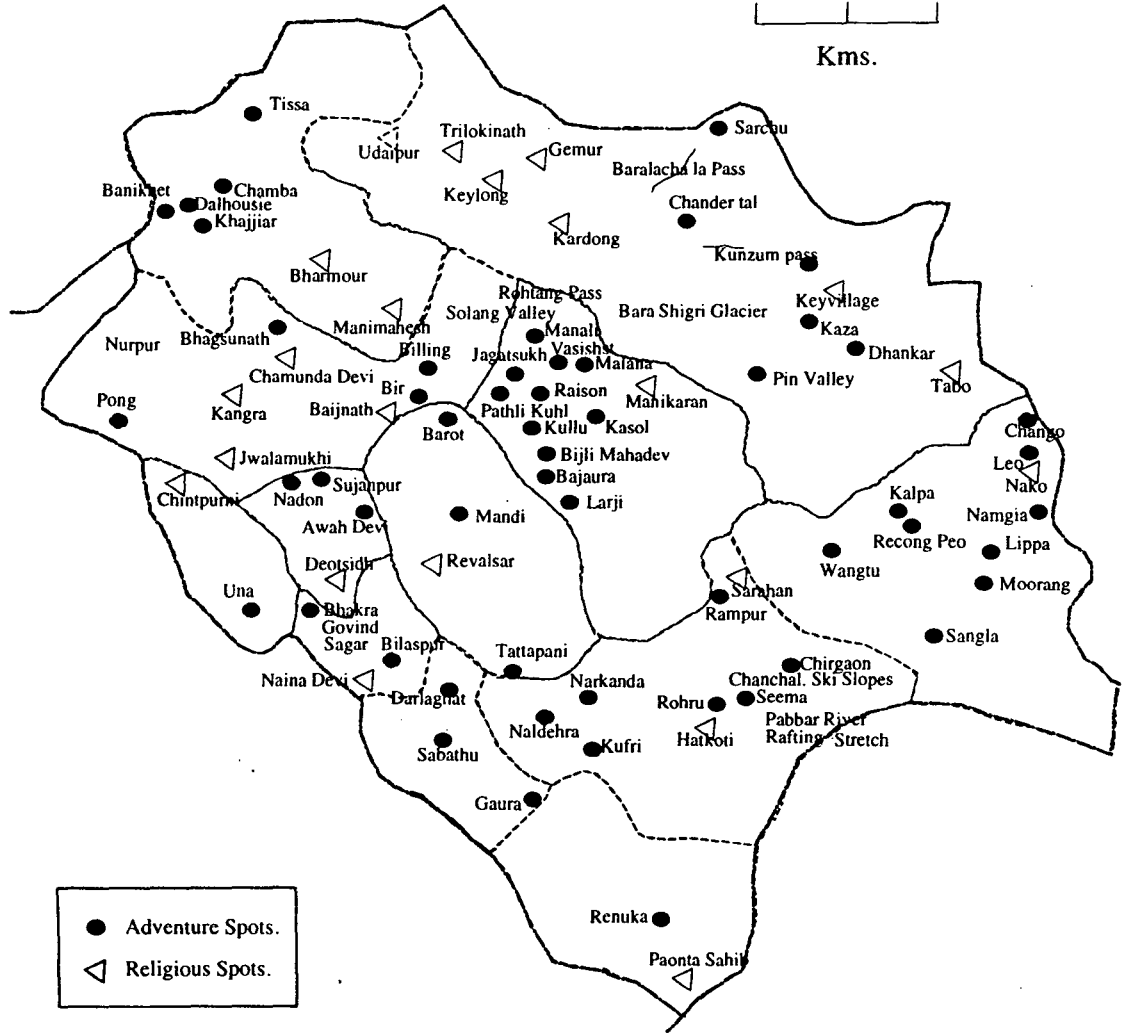 Kms.
Tissa
Sarchu
Trilokinath
Udaipur
Gemur
Baralacha la Pass
Keylong
Banikhet
Chamba
Dalhousie
Khajjiar
Chander tal
Kardong
Kunzum pass
Bharmour
Keyvillage
Rohtang Pass
Solang Valley
Bara Shigri Glacier
Manimahesh
Kaza
Nurpur
Bhagsunath
Manali
Vasisht
Dhankar
Billing
Jagatsukh
Malana
Chamunda Devi
Pin Valley
Tabo
Kangra
Bir
Raison
Manikaran
Pong
Baijnath
Pathli Kuhl
Barot
Kullu
Kasol
Chango
Jwalamukhi
Bijli Mahadev
Leo
Chintpurni
Nadon
Sujanpur
Bajaura
Nako
Larji
Kalpa
Awah Devi
Mandi
Namgia
Recong Peo
Lippa
Deotsidh
Revalsar
Wangtu
Una
Sarahan
Rampur
Moorang
Bhakra
Govind
Sagar
Bilaspur
Sangla
Tattapani
Chirgaon
Naina Devi
Chanchal. Ski Slopes
Darlaghat
Narkanda
Rohru
Seema
Naldehra
Hatkoti
Pabbar River
Rafting Stretch
Sabathu
Kufri
Gaura
Renuka
Paonta Sahib
Adventure Spots.
Religious Spots.